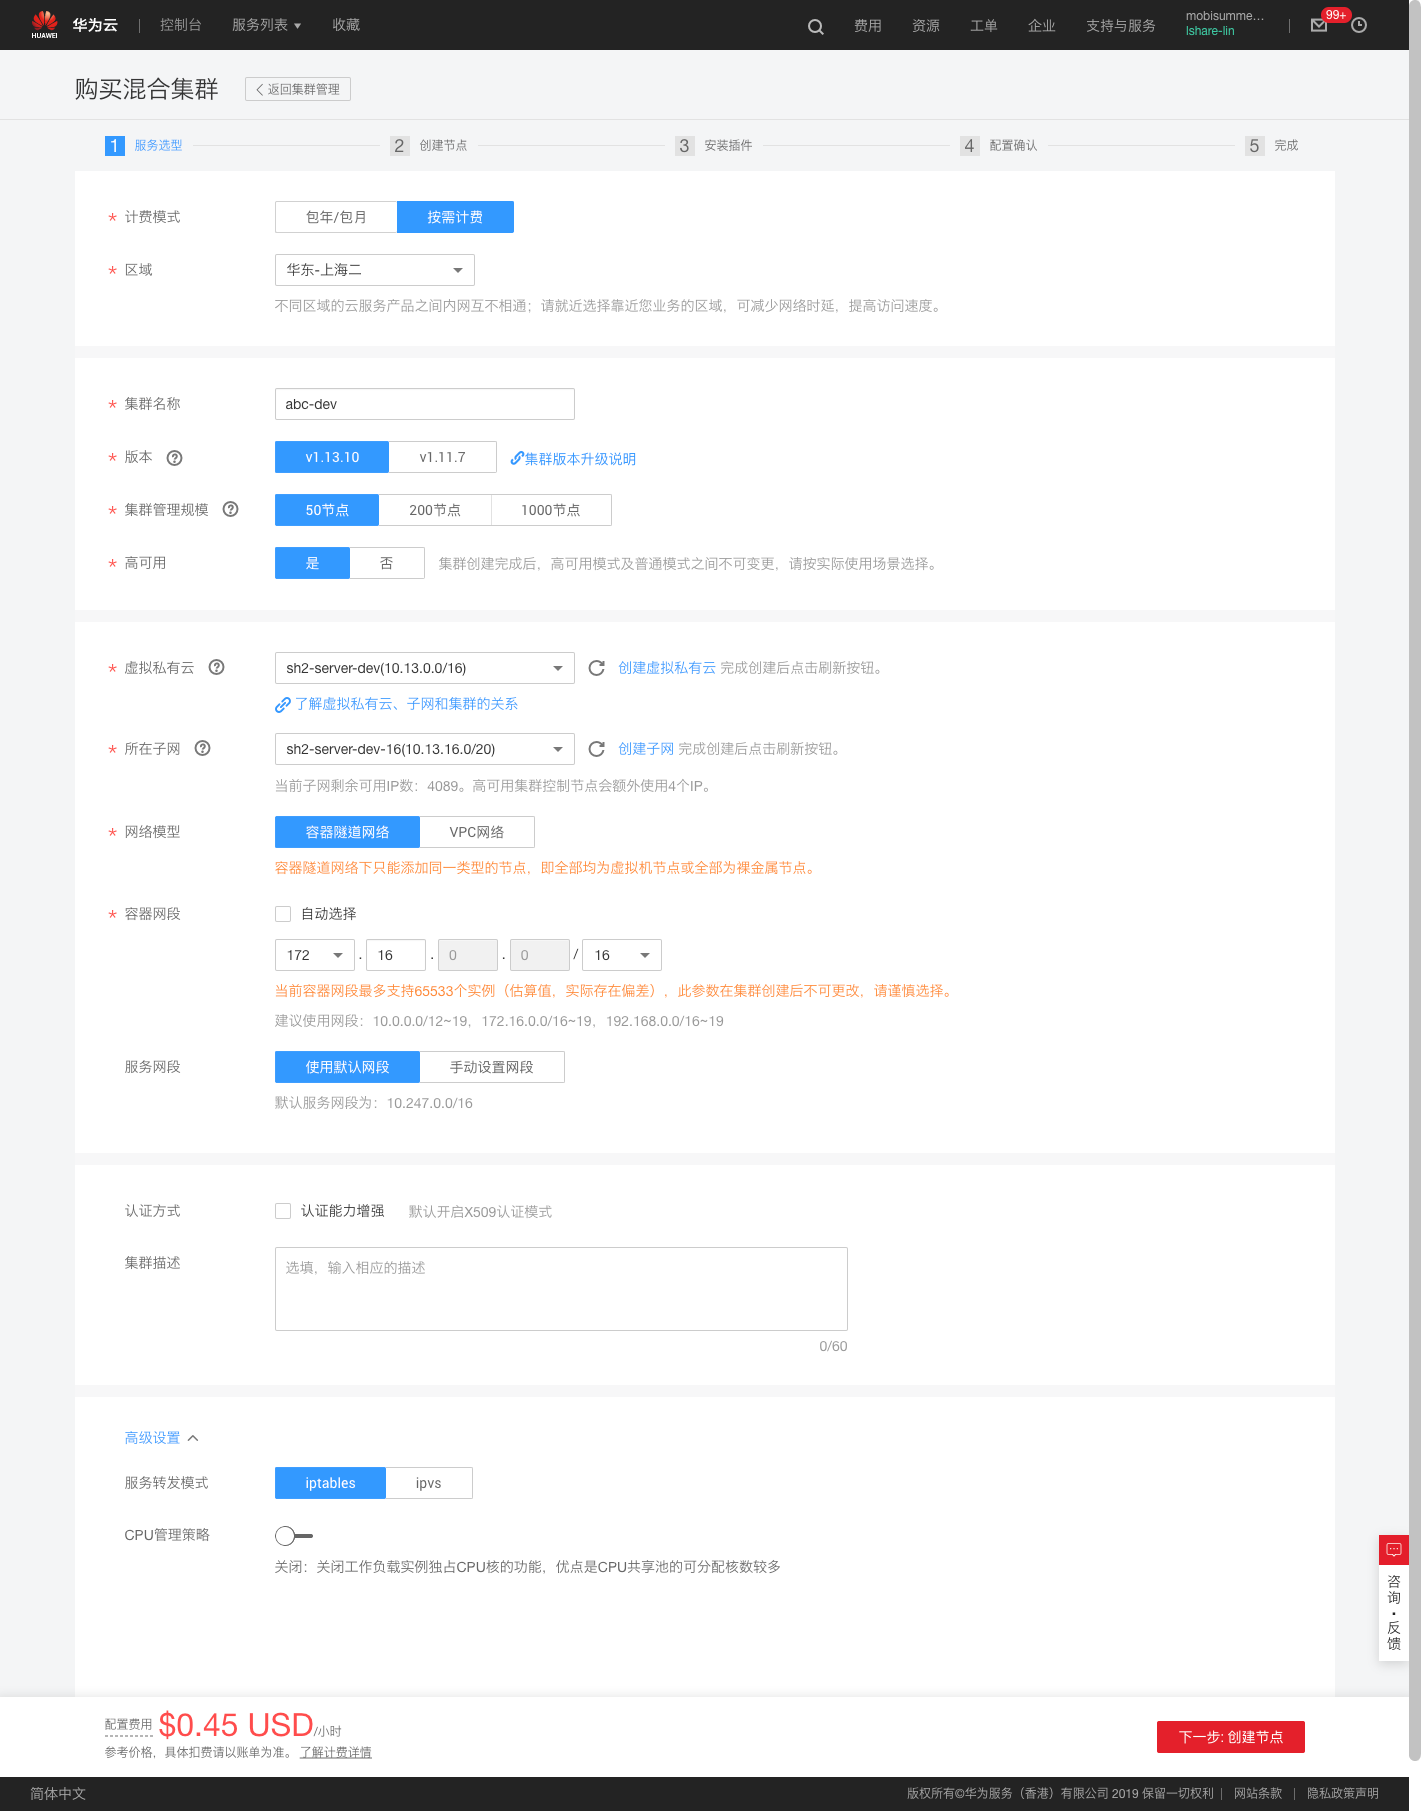 HUAWEI 华为云 控制台 服务列表 收藏 费用 资源 工单 企业 支持与服务 mobisumme... 99+
lshare-lin
购买混合集群 返回集群管理
1 服务选型 2 创建节点 3 安装插件 4 配置确认 5 完成
* 计费模式 包年/包月 按需计费
* 区域 华东-上海二
不同区域的云服务产品之间内网互不相通；请就近选择靠近您业务的区域，可减少网络时延，提高访问速度。
* 集群名称 abc-dev
* 版本 ? v1.13.10 v1.11.7 集群版本升级说明
* 集群管理规模 ? 50节点 200节点 1000节点
* 高可用 是 否 集群创建完成后，高可用模式及普通模式之间不可变更，请按实际使用场景选择。
* 虚拟私有云 ? sh2-server-dev(10.13.0.0/16) 创建虚拟私有云 完成创建后点击刷新按钮。
了解虚拟私有云、子网和集群的关系
* 所在子网 ? sh2-server-dev-16(10.13.16.0/20) 创建子网 完成创建后点击刷新按钮。
当前子网剩余可用IP数：4089。高可用集群控制节点会额外使用4个IP。
* 网络模型 容器隧道网络 VPC网络
容器隧道网络下只能添加同一类型的节点，即全部均为虚拟机节点或全部为裸金属节点。
* 容器网段 自动选择
172 . 16 . 0 . 0 / 16
当前容器网段最多支持65533个实例（估算值，实际存在偏差），此参数在集群创建后不可更改，请谨慎选择。
建议使用网段：10.0.0.0/12~19，172.16.0.0/16~19，192.168.0.0/16~19
服务网段 使用默认网段 手动设置网段
默认服务网段为：10.247.0.0/16
认证方式 认证能力增强 默认开启X509认证模式
集群描述 选填，输入相应的描述
0/60
高级设置
服务转发模式 iptables ipvs
CPU管理策略
关闭：关闭工作负载实例独占CPU核的功能，优点是CPU共享池的可分配核数较多
咨询·反馈
配置费用 $0.45 USD/小时
参考价格，具体扣费请以账单为准。 了解计费详情
下一步: 创建节点
简体中文 版权所有©华为服务（香港）有限公司 2019 保留一切权利 | 网站条款 | 隐私政策声明